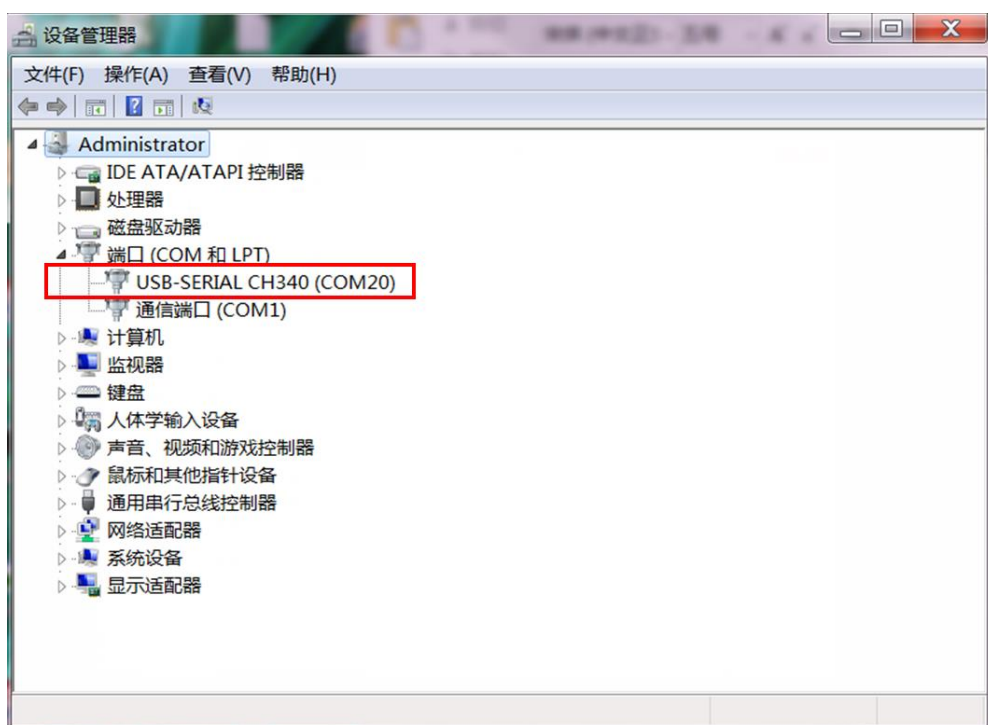 设备管理器
文件(F) 操作(A) 查看(V) 帮助(H)
Administrator
IDE ATA/ATAPI 控制器
处理器
磁盘驱动器
端口 (COM 和 LPT)
USB-SERIAL CH340 (COM20)
通信端口 (COM1)
计算机
监视器
键盘
人体学输入设备
声音、视频和游戏控制器
鼠标和其他指针设备
通用串行总线控制器
网络适配器
系统设备
显示适配器